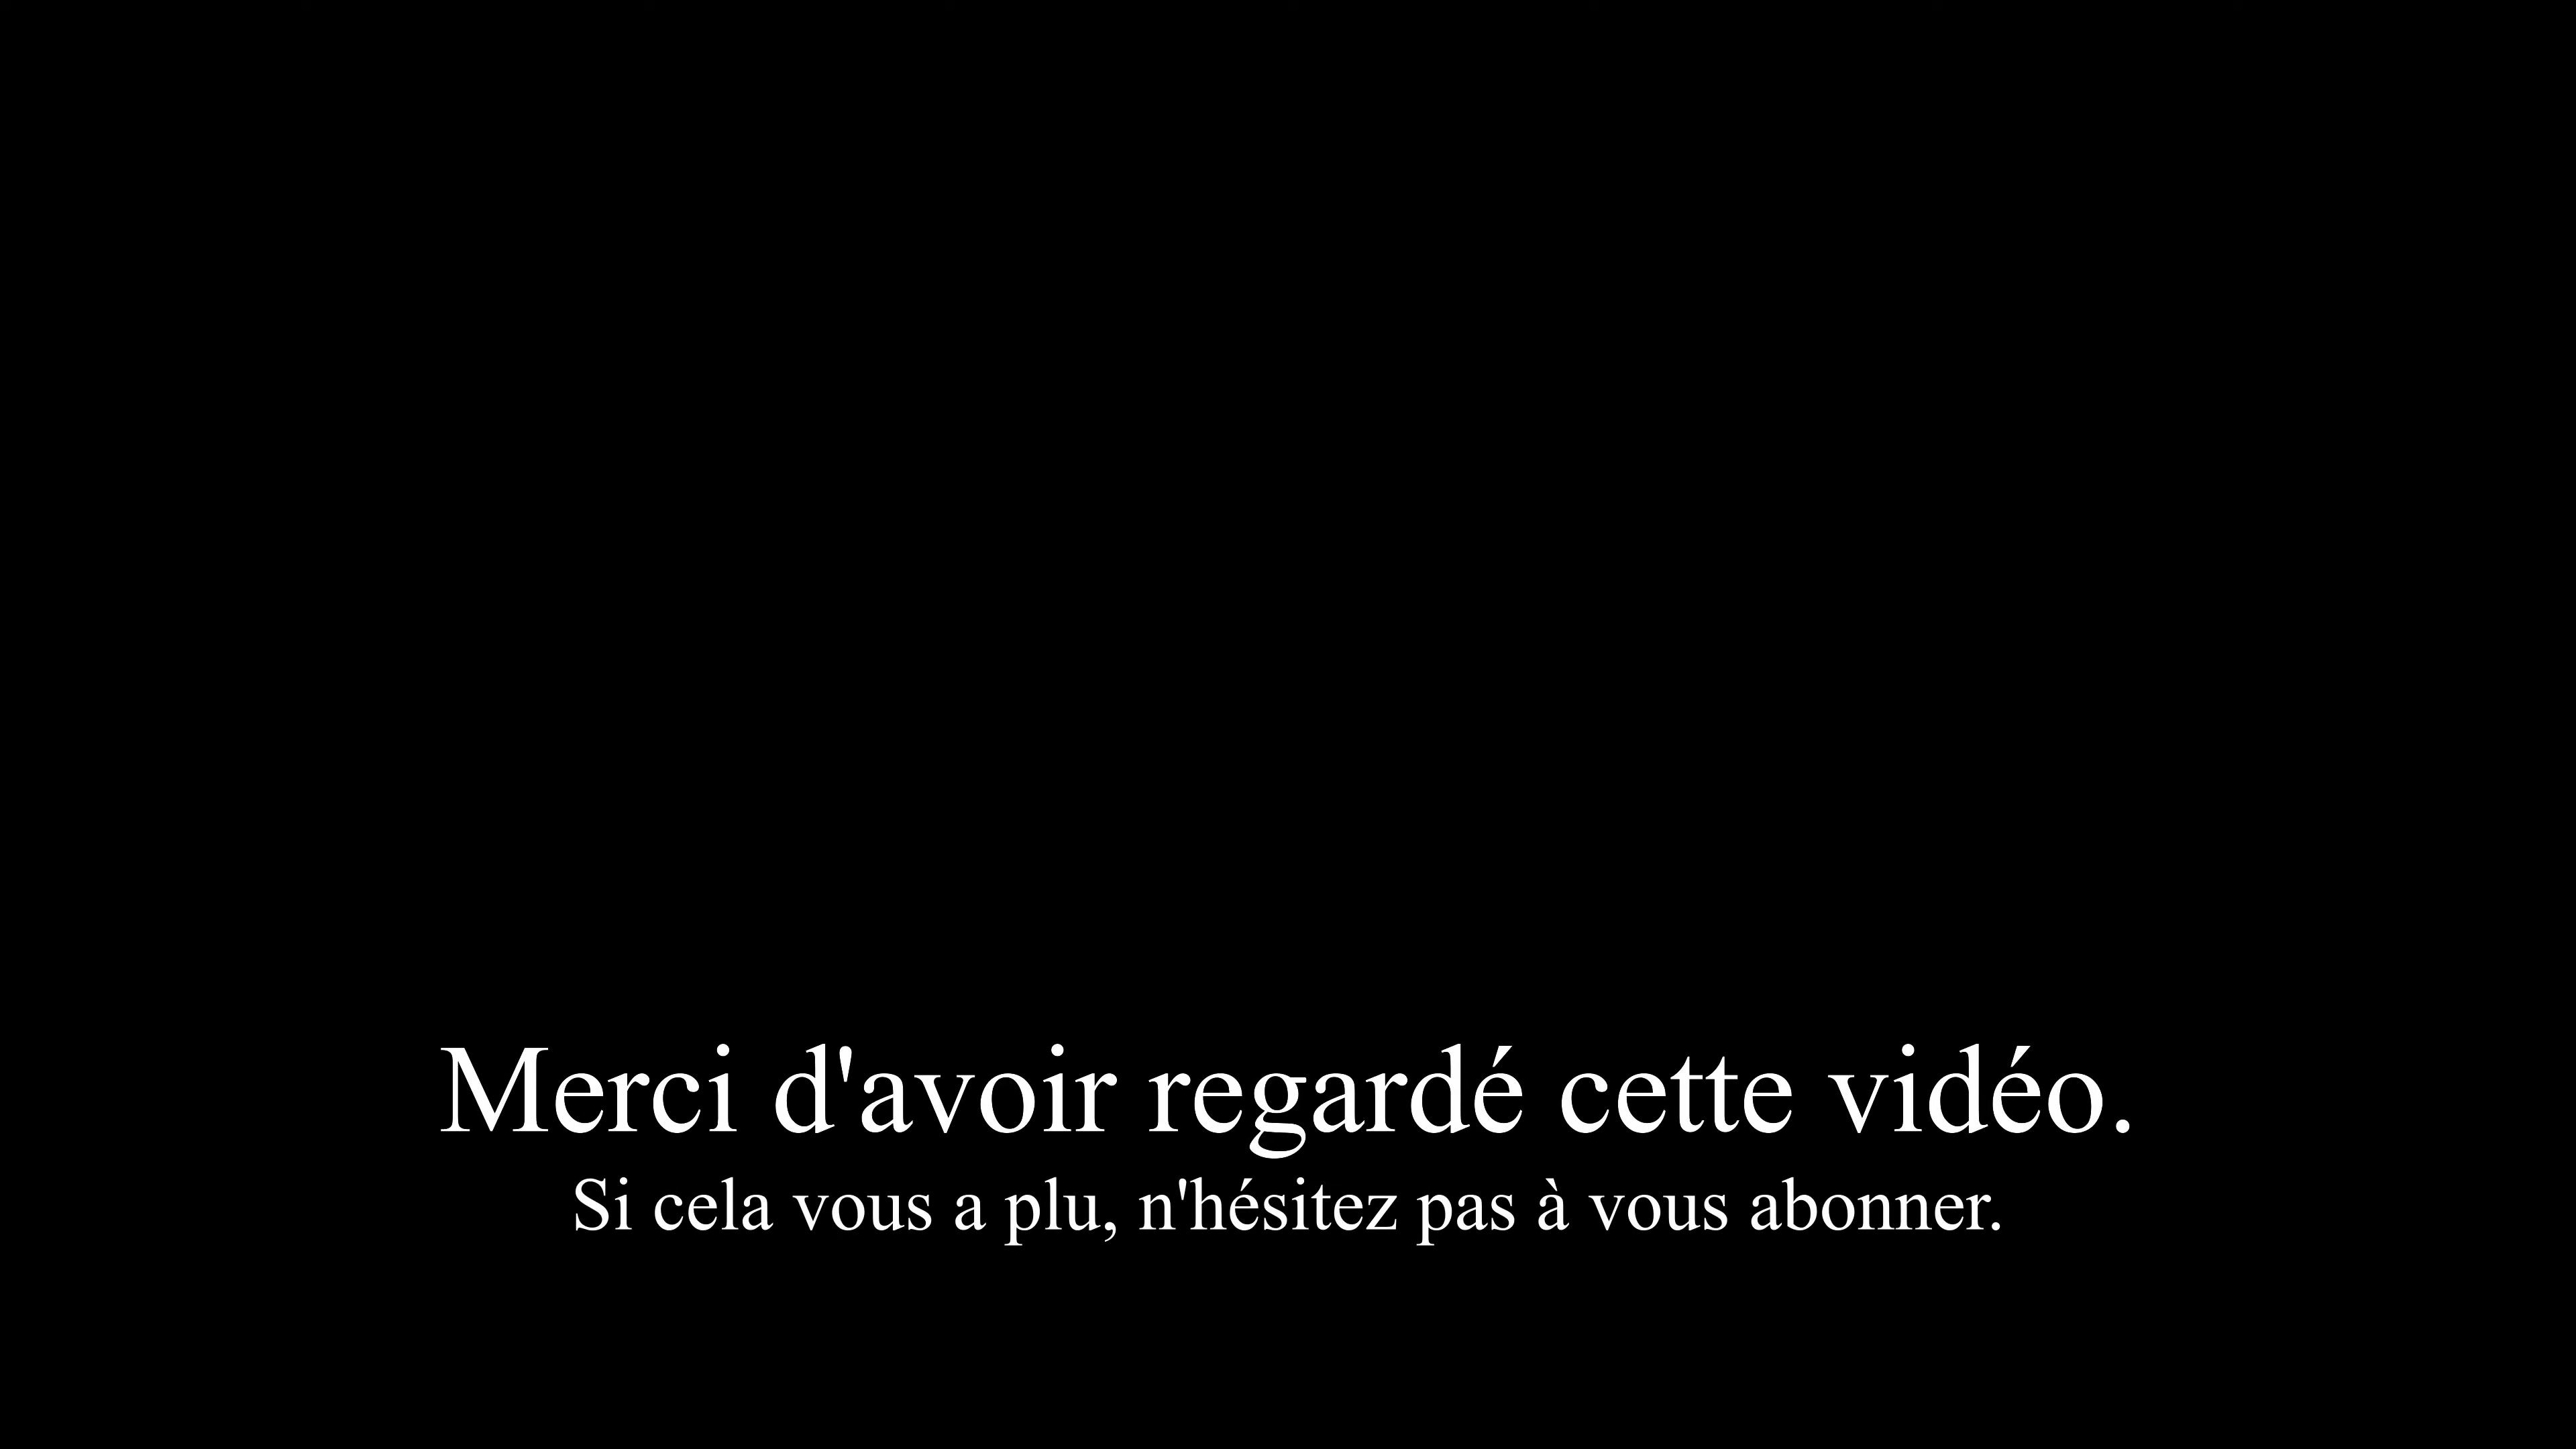 Merci d'avoir regardé cette vidéo.
Si cela vous a plu, n'hésitez pas à vous abonner.